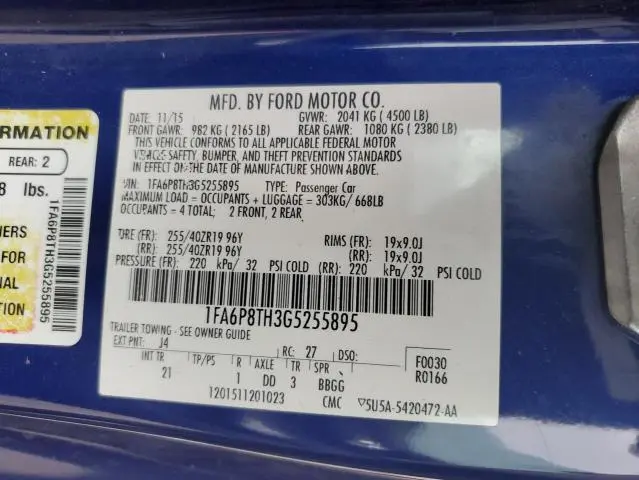 MFD. BY FORD MOTOR CO.
DATE: 11/15 GVWR: 2041 KG ( 4500 LB)
FRONT GAWR: 982 KG ( 2165 LB) REAR GAWR: 1080 KG ( 2380 LB)
THIS VEHICLE CONFORMS TO ALL APPLICABLE FEDERAL MOTOR
VEHICLE SAFETY, BUMPER, AND THEFT PREVENTION STANDARDS
IN EFFECT ON THE DATE OF MANUFACTURE SHOWN ABOVE.
VIN: 1FA6P8TH3G5255895 TYPE: Passenger Car
MAXIMUM LOAD = OCCUPANTS + LUGGAGE = 303KG/ 668LB
OCCUPANTS = 4 TOTAL: 2 FRONT, 2 REAR
TIRE (FR): 255/40ZR19 96Y RIMS (FR): 19x9.0J
(RR): 255/40ZR19 96Y (RR): 19x9.0J
PRESSURE (FR): 220 kPa/ 32 PSI COLD (RR): 220 kPa/ 32 PSI COLD
1FA6P8TH3G5255895
TRAILER TOWING - SEE OWNER GUIDE
EXT PNT: J4 RC: 27 DSO: F0030
INT TR TP/PS R AXLE TR SPR R0166
21 1 DD 3 BBGG
1201511201023 CMC 5U5A-5420472-AA
ORMATION
REAR: 2
8 lbs.
1FA6P8TH3G5255895
ERS
FOR
NAL
TION